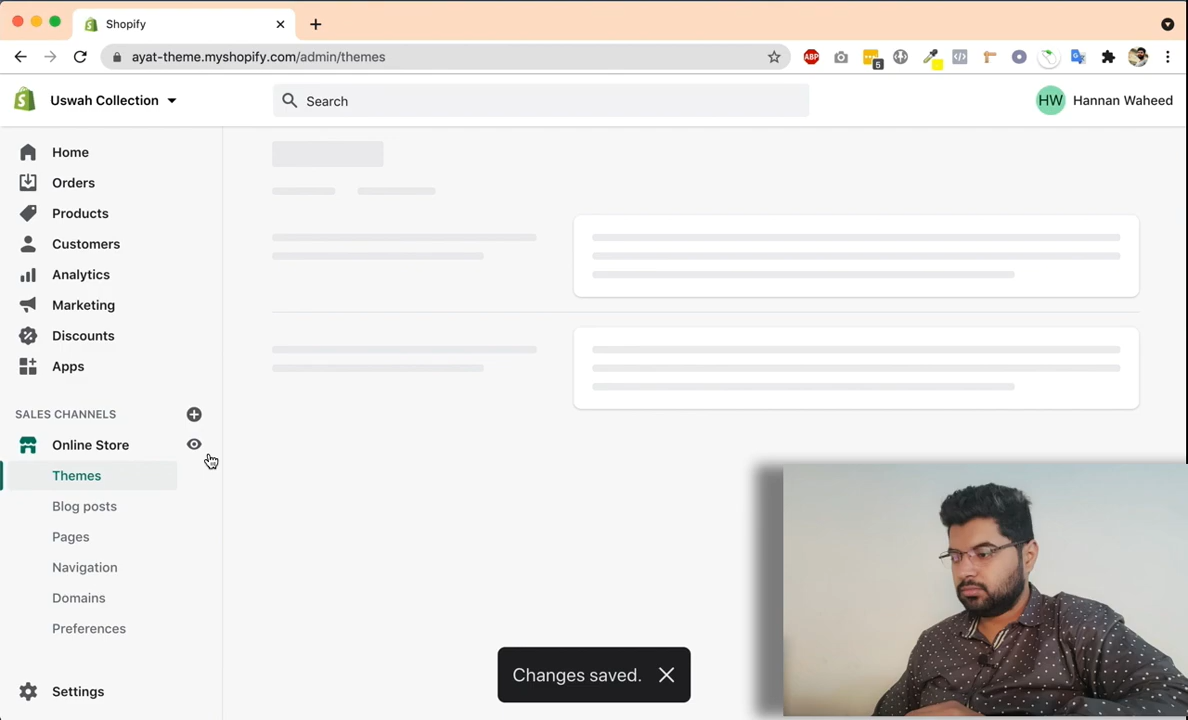 Shopify
ayat-theme.myshopify.com/admin/themes
5
Uswah Collection
Search
HW
Hannan Waheed
Home
Orders
Products
Customers
Analytics
Marketing
Discounts
Apps
SALES CHANNELS
Online Store
Themes
Blog posts
Pages
Navigation
Domains
Preferences
Settings
Changes saved.